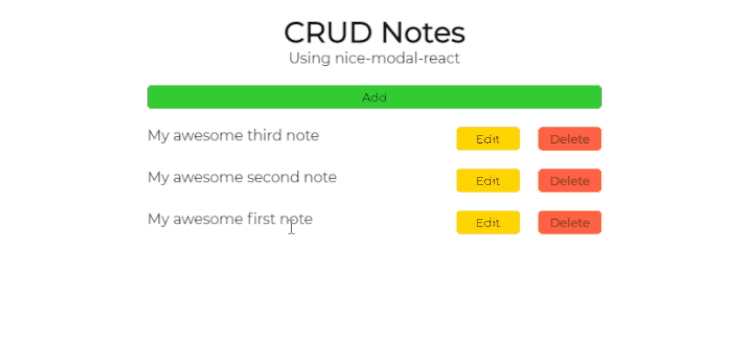 CRUD Notes
Using nice-modal-react
Add
My awesome third note Edit Delete
My awesome second note Edit Delete
My awesome first note Edit Delete